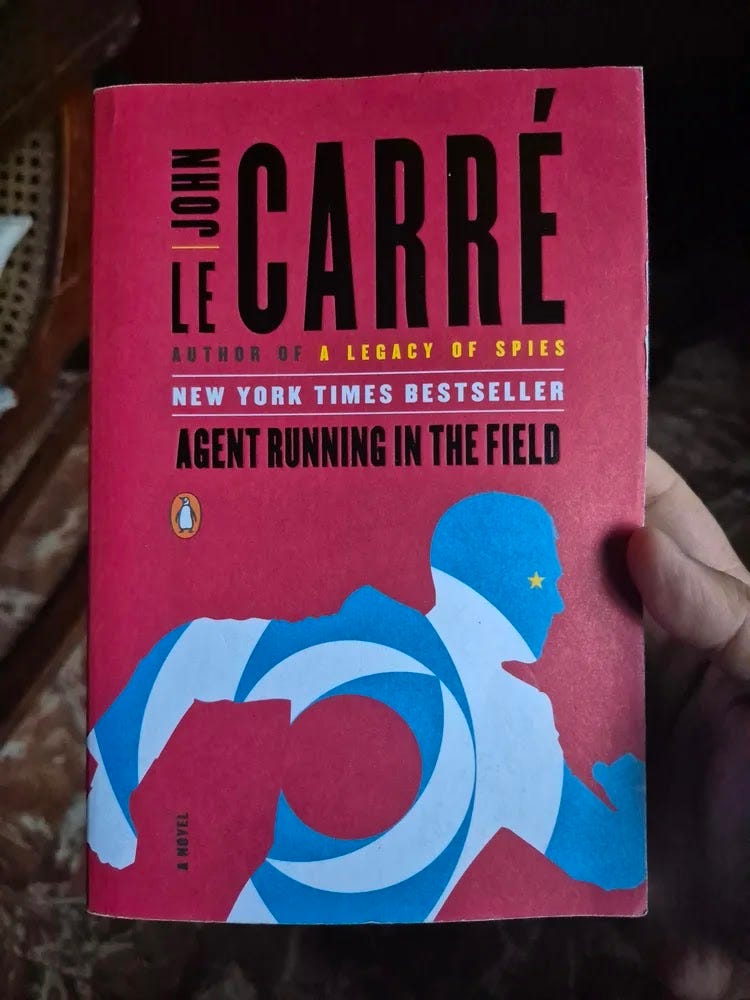 JOHN
LE CARRÉ
AUTHOR OF A LEGACY OF SPIES
NEW YORK TIMES BESTSELLER
AGENT RUNNING IN THE FIELD
A NOVEL